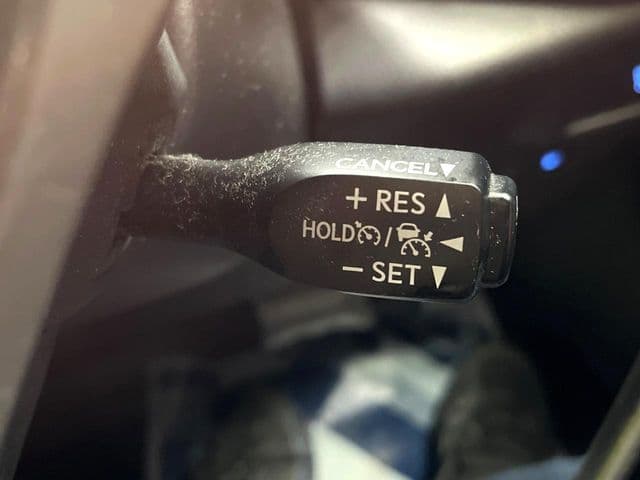 CANCEL▼
+ RES ▲
HOLD / ◀
− SET ▼